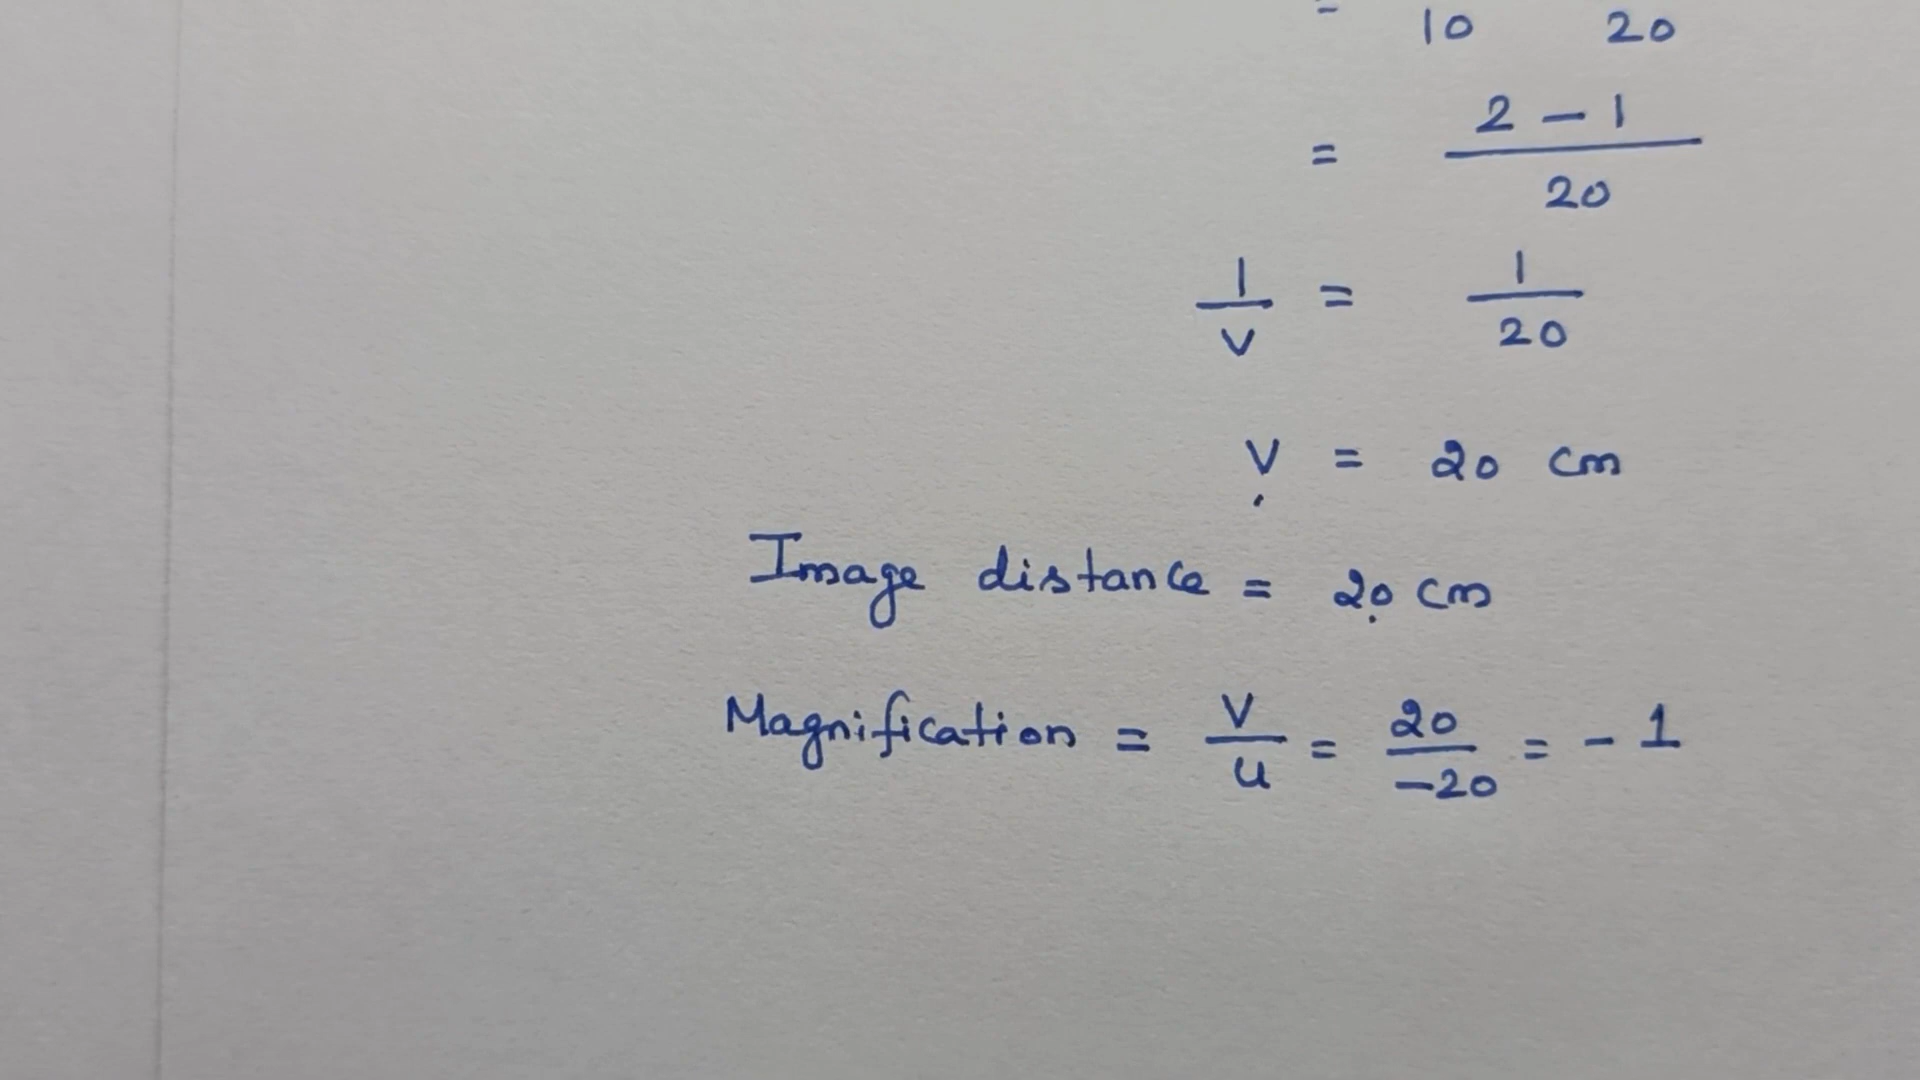 = 10 20
= 2 - 1 / 20
1/v = 1/20
v = 20 cm
Image distance = 20 cm
Magnification = v/u = 20/-20 = - 1